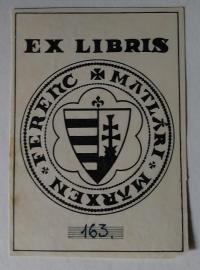 EX LIBRIS
MATLÁRI MARXEN FERENC
163.